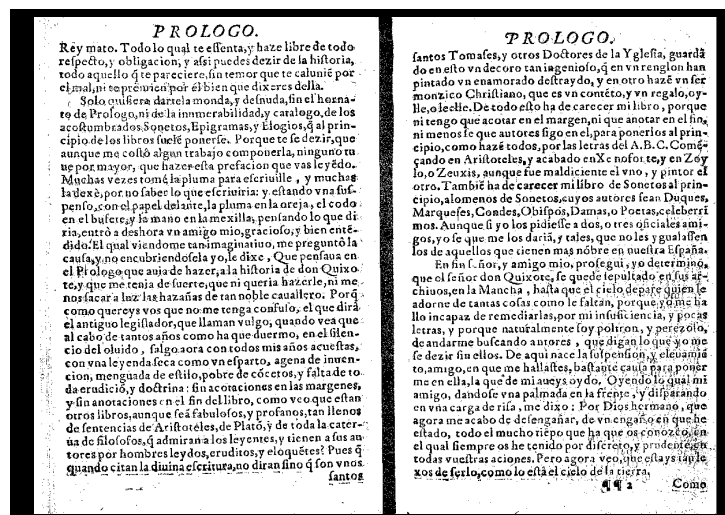 PROLOGO.
Rey mato. Todo lo qual te essenta, y haze libre de todo
respecto, y obligacion, y assi puedes dezir de la historia,
todo aquello q̃ te pareciere, sin temor que te calunië por
el mal, ni te premien por el bien que dixeres della.
Solo quisiera dartela monda, y desnuda, sin el horna-
to de Prologo, ni de la inumerabilidad, y catalogo, de los
acostumbrados Sonetos, Epigramas, y Elogios, q̃ al prin-
cipio de los libros suelẽ ponerse. Porque te se dezir, que
aunque me costò algun trabajo componerla, ninguno tu
ue por mayor, que hazer esta prefacion que vas leyẽdo.
Muchas vezes tomè la pluma para escriuille, y muchas
la dexè, por no saber lo que escriuiria: y estando vna sus-
penso, con el papel delante, la pluma en la oreja, el codo
en el bufete, y la mano en la mexilla, pensando lo que di
ria, entrò a deshora vn amigo mio, gracioso, y bien entẽ-
dido. El qual viendome tan imaginatiuo, me preguntò la
causa, y no encubriendosela yo, le dixe, Que pensaua en
el Prologo que auia de hazer, a la historia de don Quixo-
te, y que me tenia de suerte, que ni queria hazerle, ni me-
nos sacar a luz las hazañas de tan noble cauallero. Porq̃
como quereys vos que no me tenga confuso, el que dirà
el antiguo legislador, que llaman vulgo, quando vea que
al cabo de tantos años como ha que duermo, en el silen-
cio del oluido, salgo aora con todos mis años acuestas,
con vna leyenda seca como vn esparto, agena de inuen-
cion, menguada de estilo, pobre de cõcetos, y falta de to
da erudiciõ, y doctrina: sin acotaciones en las margenes,
y sin anotaciones en el fin del libro, como veo que estan
otros libros, aunque seã fabulosos, y profanos, tan llenos
de sentencias de Aristoteles, de Platõ, y de toda la cater-
ua de filosofos, q̃ admiran a los leyentes, y tienen a sus au
tores por hombres leydos, eruditos, y eloquẽtes? Pues q̃
quando citan la diuina escritura, no diran sino q̃ son vnos
santos
PROLOGO.
santos Tomases, y otros Doctores de la Yglesia, guardã
do en esto vn decoro tan ingenioso, q̃ en vn renglon han
pintado vn enamorado destraydo, y en otro hazẽ vn ser
monzico Christiano, que es vn contẽto, y vn regalo, oy-
lle, o leelle. De todo esto ha de carecer mi libro, porque
ni tengo que acotar en el margen, ni que anotar en el fin,
ni menos se que autores sigo en el, para ponerlos al prin-
cipio, como hazẽ todos, por las letras del A.B.C. Comẽ-
çando en Aristoteles, y acabado en Xenofonte, y en Zoy
lo, o Zeuxis, aunque fue maldiciente el vno, y pintor el
otro. Tambiẽ ha de carecer mi libro de Sonetos al prin-
cipio, alomenos de Sonetos, cuyos autores sean Duques,
Marqueses, Condes, Obispos, Damas, o Poetas, celeberri
mos. Aunque si yo los pidiesse a dos, o tres oficiales ami-
gos, yo se que me los dariã, y tales, que no les ygualassen
los de aquellos que tienen mas nõbre en nuestra España.
En fin señor, y amigo mio, prosegui, yo determino,
que el señor don Quixote, se quede sepultado en sus ar-
chiuos, en la Mancha, hasta que el cielo depare quien le
adorne de tantas cosas como le faltan, porque yo me ha
llo incapaz de remediarlas, por mi insuficiencia, y pocas
letras, y porque naturalmente soy poltron, y perezoso,
de andarme buscando autores, que digan lo que yo me
se dezir sin ellos. De aqui nace la suspension, y eleuamiẽ
to, amigo, en que me hallastes, bastante causa para poner
me en ella, la que de mi aueys oydo. Oyendo lo qual mi
amigo, dandose vna palmada en la frente, y disparando
en vna carga de risa, me dixo: Por Dios hermano, que
agora me acabo de desengañar, de vn engaño en que he
estado, todo el mucho tiẽpo que ha que os conozco, en
el qual siempre os he tenido por discreto, y prudente, en
todas vuestras aciones. Pero agora veo, que estays tan le
xos de serlo, como lo està el cielo de la tierra.
¶¶ 2 Como